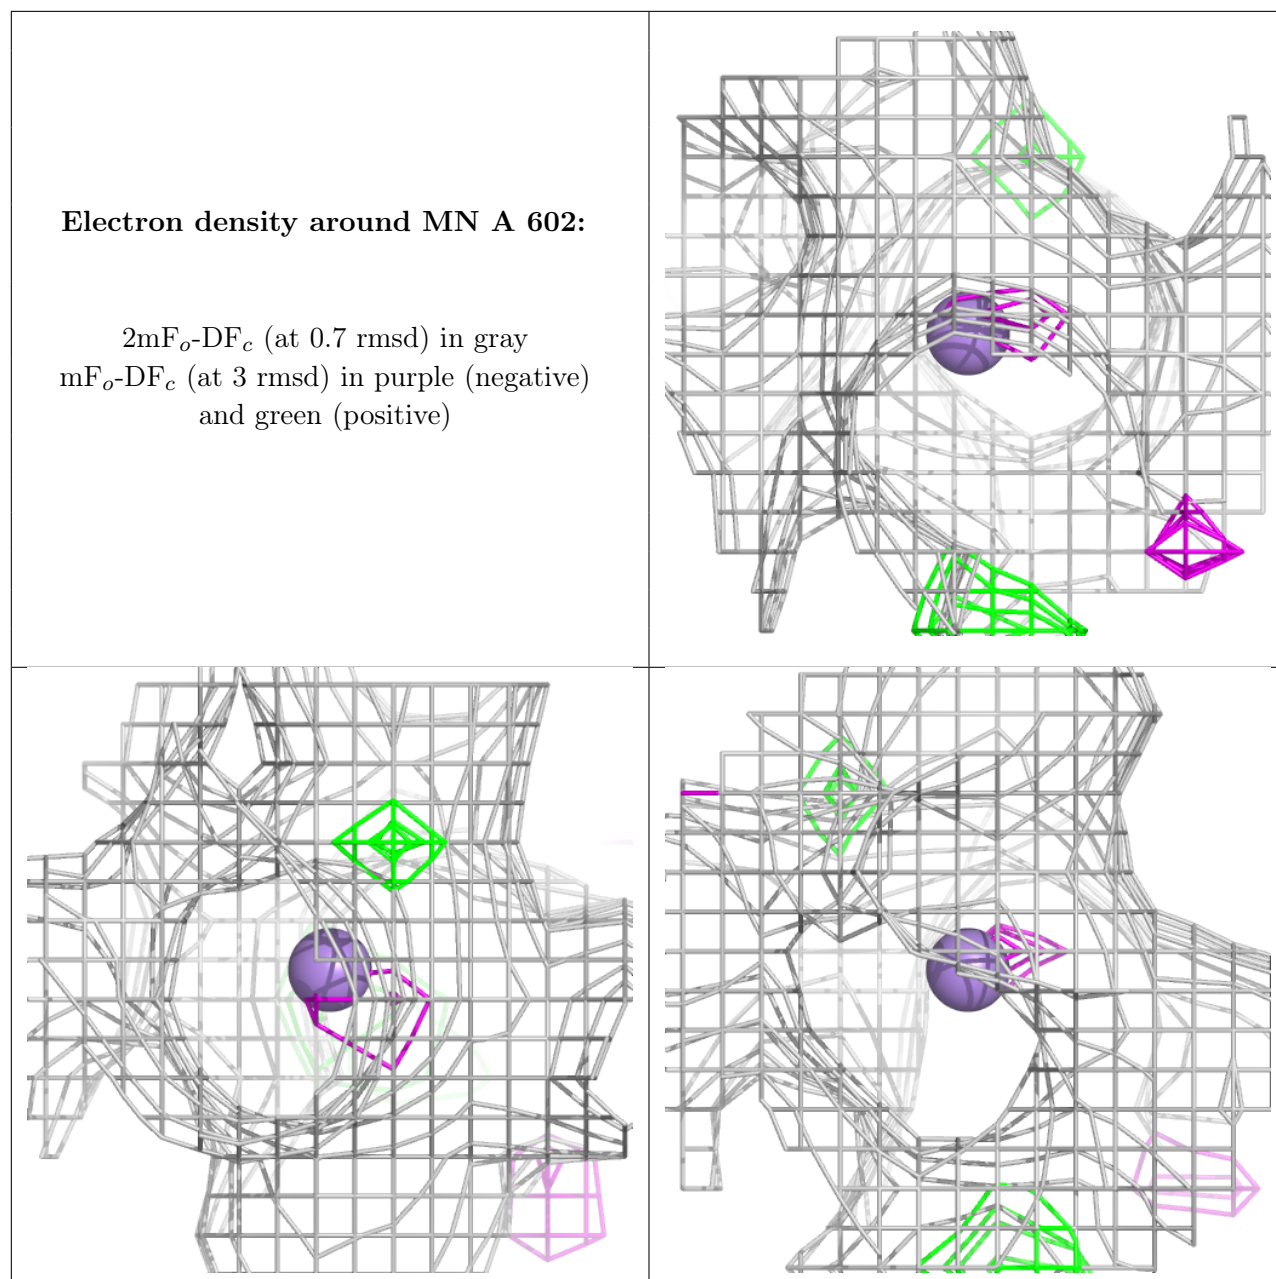 Electron density around MN A 602:
2mFo-DFc (at 0.7 rmsd) in gray
mFo-DFc (at 3 rmsd) in purple (negative)
and green (positive)